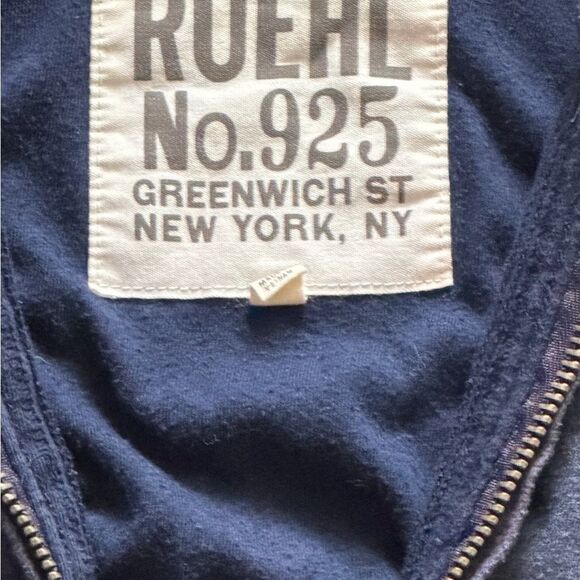 RUEHL
No.925
GREENWICH ST
NEW YORK, NY